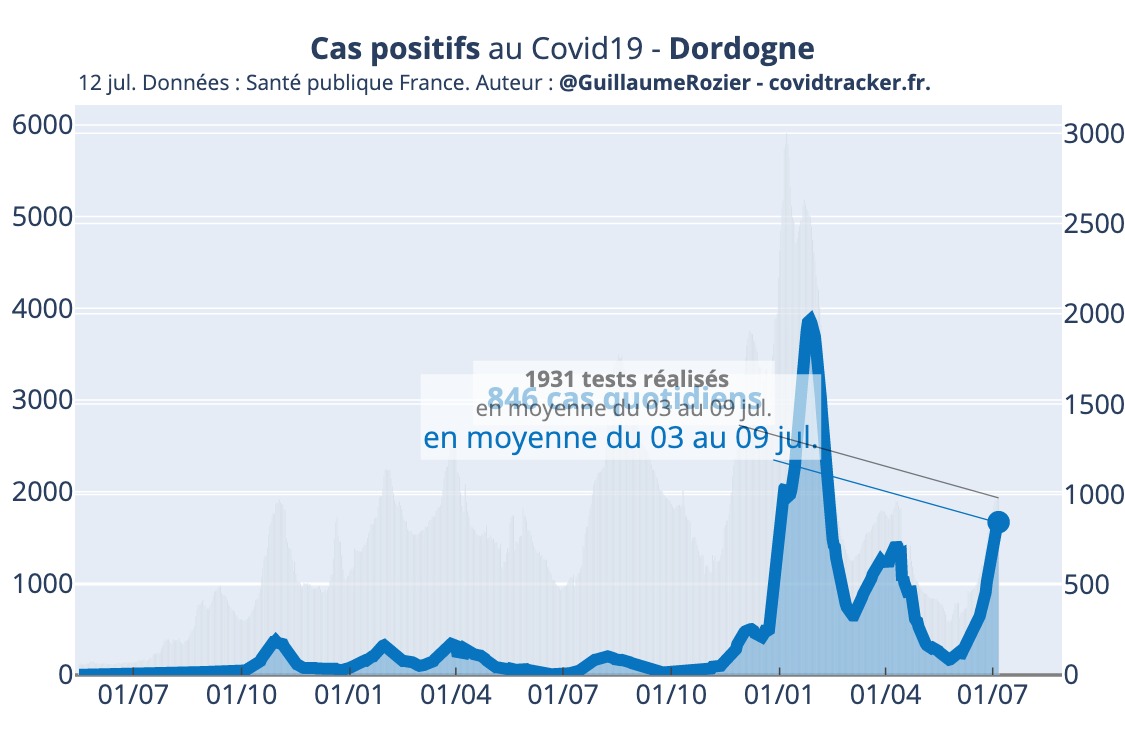 Cas positifs au Covid19 - Dordogne
12 jul. Données : Santé publique France. Auteur : @GuillaumeRozier - covidtracker.fr.
6000
5000
4000
3000
2000
1000
0
3000
2500
2000
1500
1000
500
0
1931 tests réalisés
en moyenne du 03 au 09 jul.
846 cas quotidiens
en moyenne du 03 au 09 jul.
01/07 01/10 01/01 01/04 01/07 01/10 01/01 01/04 01/07